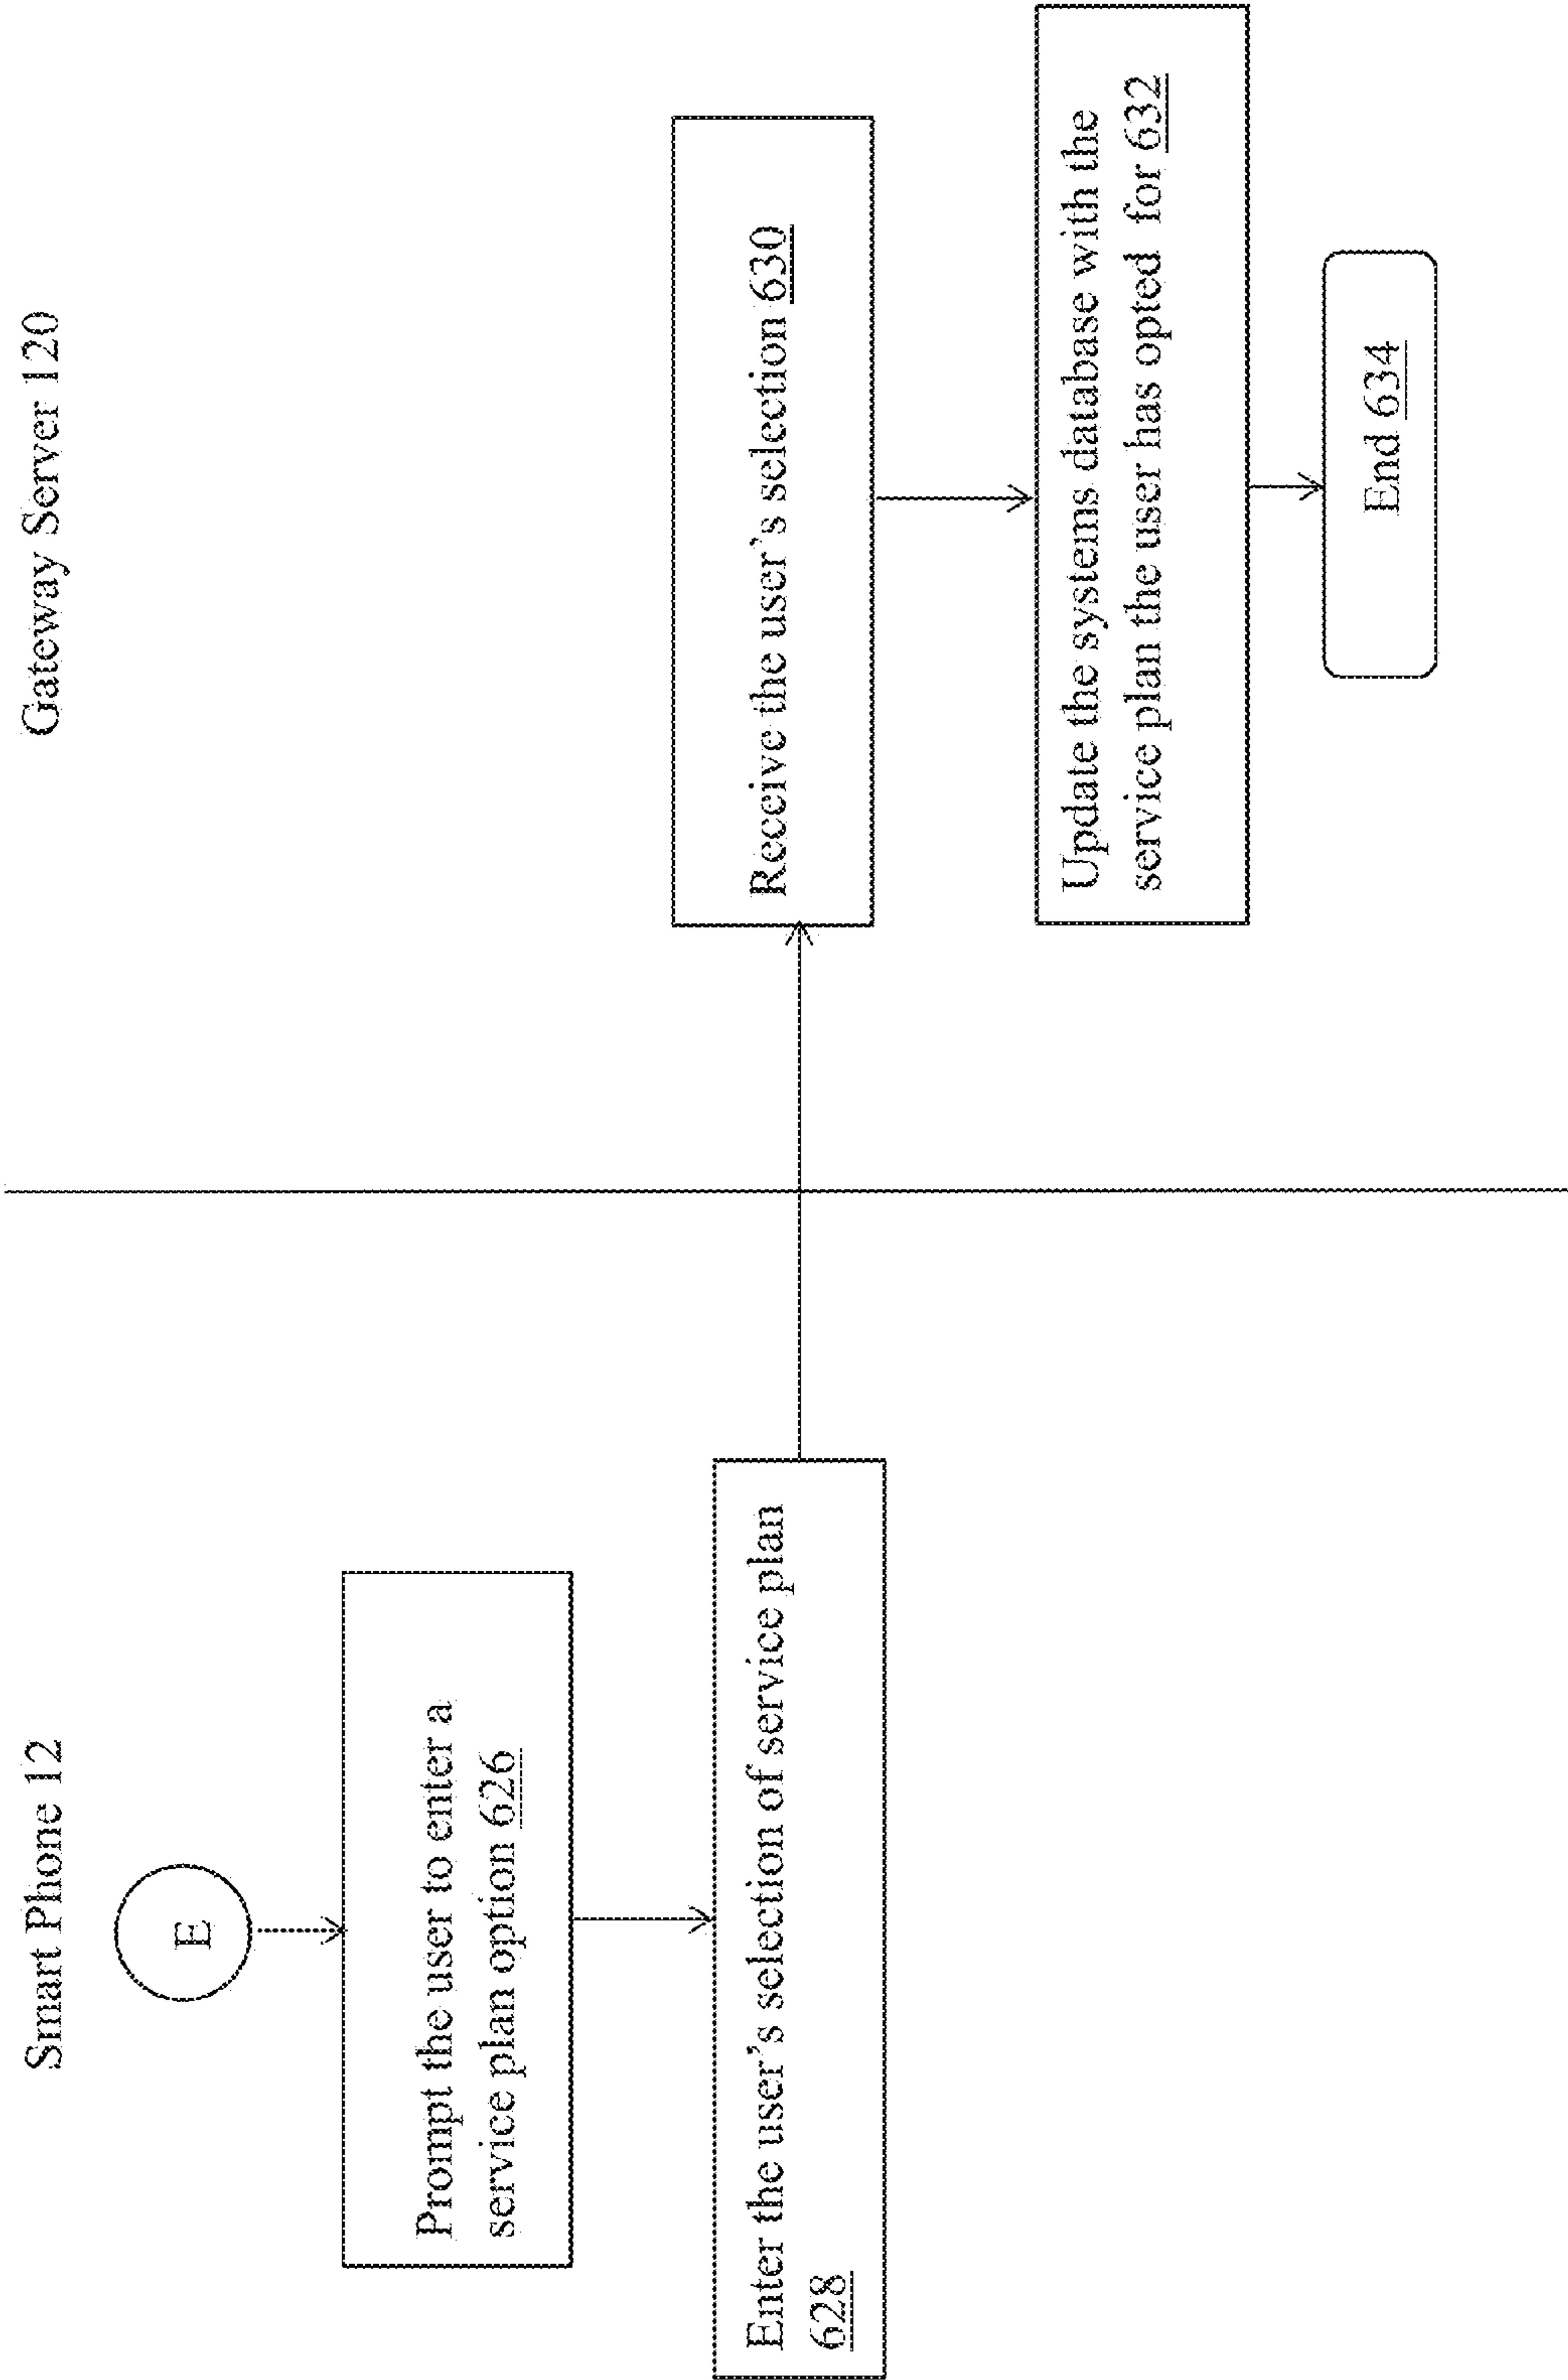 Smart Phone 12
Gateway Server 120
E
Prompt the user to enter a
service plan option 626
Enter the user's selection of service plan
628
Receive the user's selection 630
Update the systems database with the
service plan the user has opted for 632
End 634